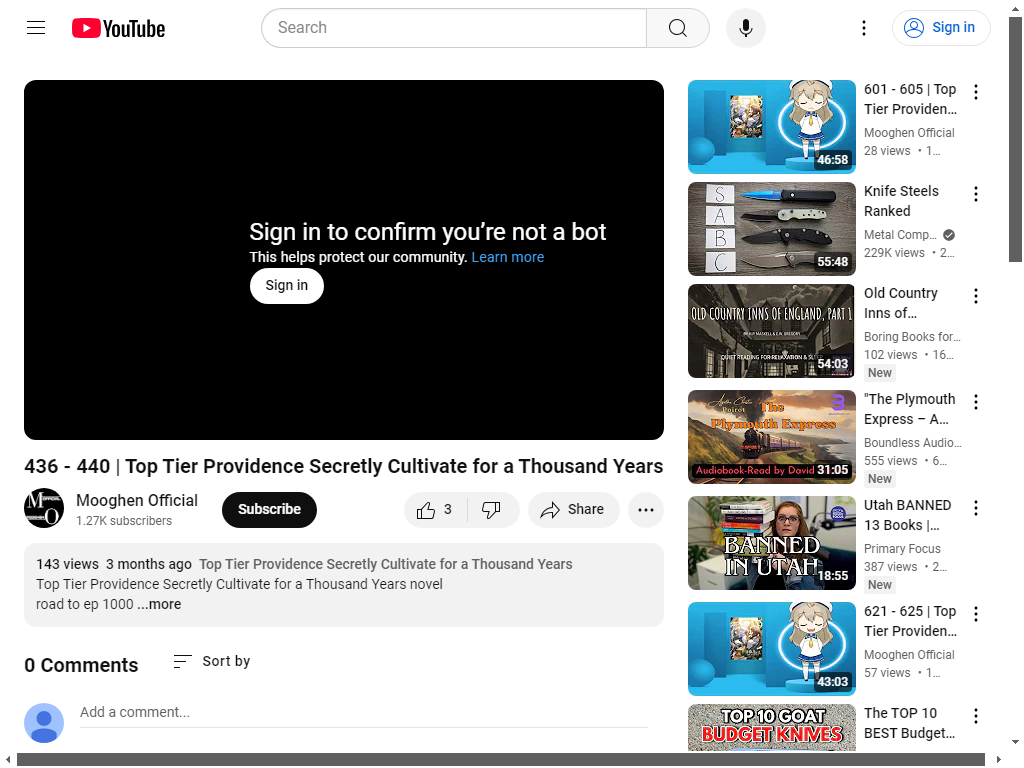 YouTube
Search
Sign in
Sign in to confirm you're not a bot
This helps protect our community. Learn more
Sign in
436 - 440 | Top Tier Providence Secretly Cultivate for a Thousand Years
Mooghen Official
1.27K subscribers
Subscribe
3
Share
143 views 3 months ago Top Tier Providence Secretly Cultivate for a Thousand Years
Top Tier Providence Secretly Cultivate for a Thousand Years novel
road to ep 1000 ...more
0 Comments
Sort by
Add a comment...
46:58
601 - 605 | Top
Tier Providen…
Mooghen Official
28 views • 1…
S
A
B
C
55:48
Knife Steels
Ranked
Metal Comp…
229K views • 2…
OLD COUNTRY INNS OF ENGLAND, PART 1
QUIET READING FOR RELAXATION & SLEEP
54:03
Old Country
Inns of…
Boring Books for…
102 views • 16…
New
Agatha Christie
Poirot
The
Plymouth Express
Audiobook-Read by David
31:05
"The Plymouth
Express – A…
Boundless Audio…
555 views • 6…
New
BANNED
IN UTAH
18:55
Utah BANNED
13 Books |…
Primary Focus
387 views • 2…
New
43:03
621 - 625 | Top
Tier Providen…
Mooghen Official
57 views • 1…
TOP 10 GOAT
BUDGET KNIVES
The TOP 10
BEST Budget…